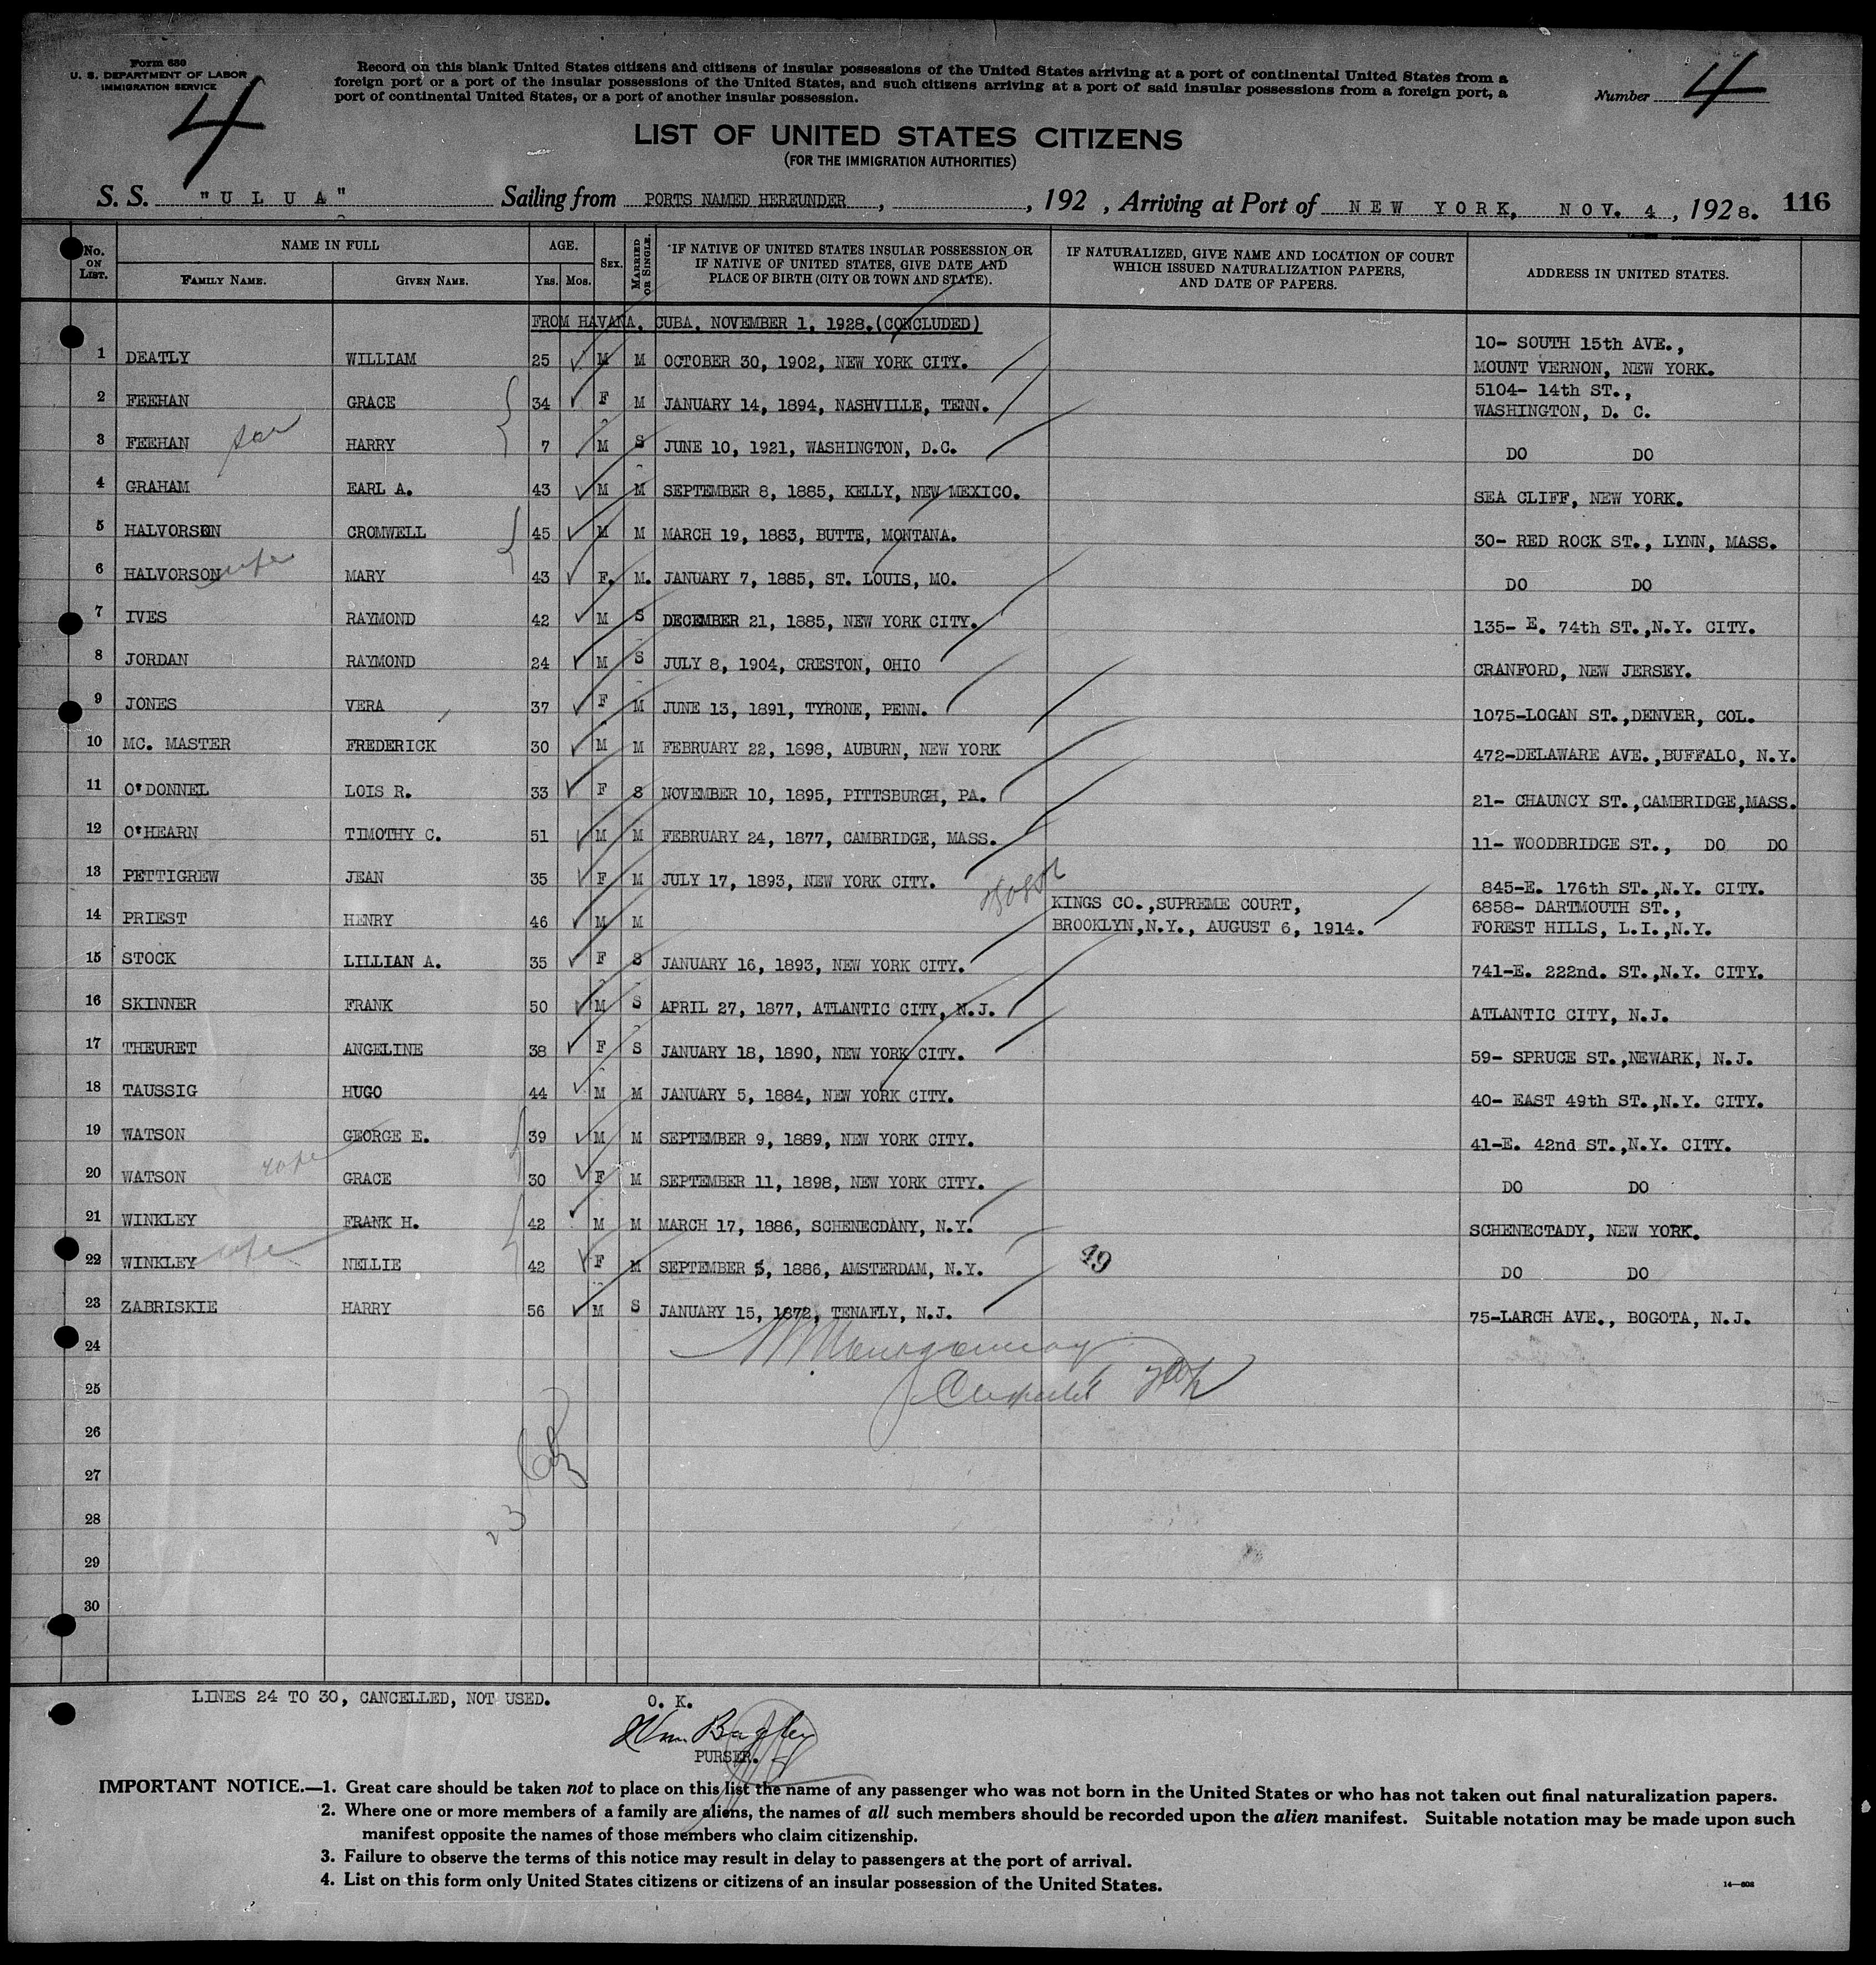 Form 630
U. S. DEPARTMENT OF LABOR
IMMIGRATION SERVICE
4
Record on this blank United States citizens and citizens of insular possessions of the United States arriving at a port of continental United States from a
foreign port or a port of the insular possessions of the United States, and such citizens arriving at a port of said insular possessions from a foreign port, a
port of continental United States, or a port of another insular possession.
Number 4
LIST OF UNITED STATES CITIZENS
(FOR THE IMMIGRATION AUTHORITIES)
S. S. "ULUA" Sailing from PORTS NAMED HEREUNDER, , 192 , Arriving at Port of NEW YORK, NOV. 4, 1928. 116
No. ON LIST. NAME IN FULL AGE. SEX. MARRIED OR SINGLE. IF NATIVE OF UNITED STATES INSULAR POSSESSION OR IF NATIVE OF UNITED STATES, GIVE DATE AND PLACE OF BIRTH (CITY OR TOWN AND STATE). IF NATURALIZED, GIVE NAME AND LOCATION OF COURT WHICH ISSUED NATURALIZATION PAPERS, AND DATE OF PAPERS. ADDRESS IN UNITED STATES.
FAMILY NAME. GIVEN NAME. Yrs. Mos.
FROM HAVANA, CUBA, NOVEMBER 1, 1928.(CONCLUDED)
1 DEATLY WILLIAM 25 M M OCTOBER 30, 1902, NEW YORK CITY. 10- SOUTH 15th AVE., MOUNT VERNON, NEW YORK.
2 FEEHAN GRACE 34 F M JANUARY 14, 1894, NASHVILLE, TENN. 5104- 14th ST., WASHINGTON, D. C.
3 FEEHAN son HARRY 7 M S JUNE 10, 1921, WASHINGTON, D.C. DO DO
4 GRAHAM EARL A. 43 M M SEPTEMBER 8, 1885, KELLY, NEW MEXICO. SEA CLIFF, NEW YORK.
5 HALVORSON CROMWELL 45 M M MARCH 19, 1883, BUTTE, MONTANA. 30- RED ROCK ST., LYNN, MASS.
6 HALVORSON wife MARY 43 F. M. JANUARY 7, 1885, ST. LOUIS, MO. DO DO
7 IVES RAYMOND 42 M S DECEMBER 21, 1885, NEW YORK CITY. 135- E. 74th ST.,N.Y. CITY.
8 JORDAN RAYMOND 24 M S JULY 8, 1904, CRESTON, OHIO CRANFORD, NEW JERSEY.
9 JONES VERA 37 F M JUNE 13, 1891, TYRONE, PENN. 1075-LOGAN ST.,DENVER, COL.
10 MC. MASTER FREDERICK 30 M M FEBRUARY 22, 1898, AUBURN, NEW YORK 472-DELAWARE AVE.,BUFFALO, N.Y.
11 O'DONNEL LOIS R. 33 F S NOVEMBER 10, 1895, PITTSBURGH, PA. 21- CHAUNCY ST.,CAMBRIDGE,MASS.
12 O'HEARN TIMOTHY C. 51 M M FEBRUARY 24, 1877, CAMBRIDGE, MASS. 11- WOODBRIDGE ST., DO DO
13 PETTIGREW JEAN 35 F M JULY 17, 1893, NEW YORK CITY. 845-E. 176th ST.,N.Y. CITY.
14 PRIEST HENRY 46 M M KINGS CO.,SUPREME COURT, BROOKLYN,N.Y., AUGUST 6, 1914. 6858- DARTMOUTH ST., FOREST HILLS, L.I.,N.Y.
15 STOCK LILLIAN A. 35 F S JANUARY 16, 1893, NEW YORK CITY. 741-E. 222nd. ST.,N.Y. CITY.
16 SKINNER FRANK 50 M S APRIL 27, 1877, ATLANTIC CITY, N.J. ATLANTIC CITY, N.J.
17 THEURET ANGELINE 38 F S JANUARY 18, 1890, NEW YORK CITY. 59- SPRUCE ST.,NEWARK, N.J.
18 TAUSSIG HUGO 44 M M JANUARY 5, 1884, NEW YORK CITY. 40- EAST 49th ST.,N.Y. CITY.
19 WATSON GEORGE E. 39 M M SEPTEMBER 9, 1889, NEW YORK CITY. 41-E. 42nd ST.,N.Y. CITY.
20 WATSON wife GRACE 30 F M SEPTEMBER 11, 1898, NEW YORK CITY. DO DO
21 WINKLEY FRANK H. 42 M M MARCH 17, 1886, SCHENECDANY, N.Y. SCHENECTADY, NEW YORK.
22 WINKLEY wife NELLIE 42 F M SEPTEMBER 5, 1886, AMSTERDAM, N.Y. 49 DO DO
23 ZABRISKIE HARRY 56 M S JANUARY 15, 1872, TENAFLY, N.J. 75-LARCH AVE., BOGOTA, N.J.
24
25
26
27
28
29
30
23
LINES 24 TO 30, CANCELLED, NOT USED. O. K.
PURSER.
IMPORTANT NOTICE.—1. Great care should be taken not to place on this list the name of any passenger who was not born in the United States or who has not taken out final naturalization papers.
2. Where one or more members of a family are aliens, the names of all such members should be recorded upon the alien manifest. Suitable notation may be made upon such
manifest opposite the names of those members who claim citizenship.
3. Failure to observe the terms of this notice may result in delay to passengers at the port of arrival.
4. List on this form only United States citizens or citizens of an insular possession of the United States.
14—608